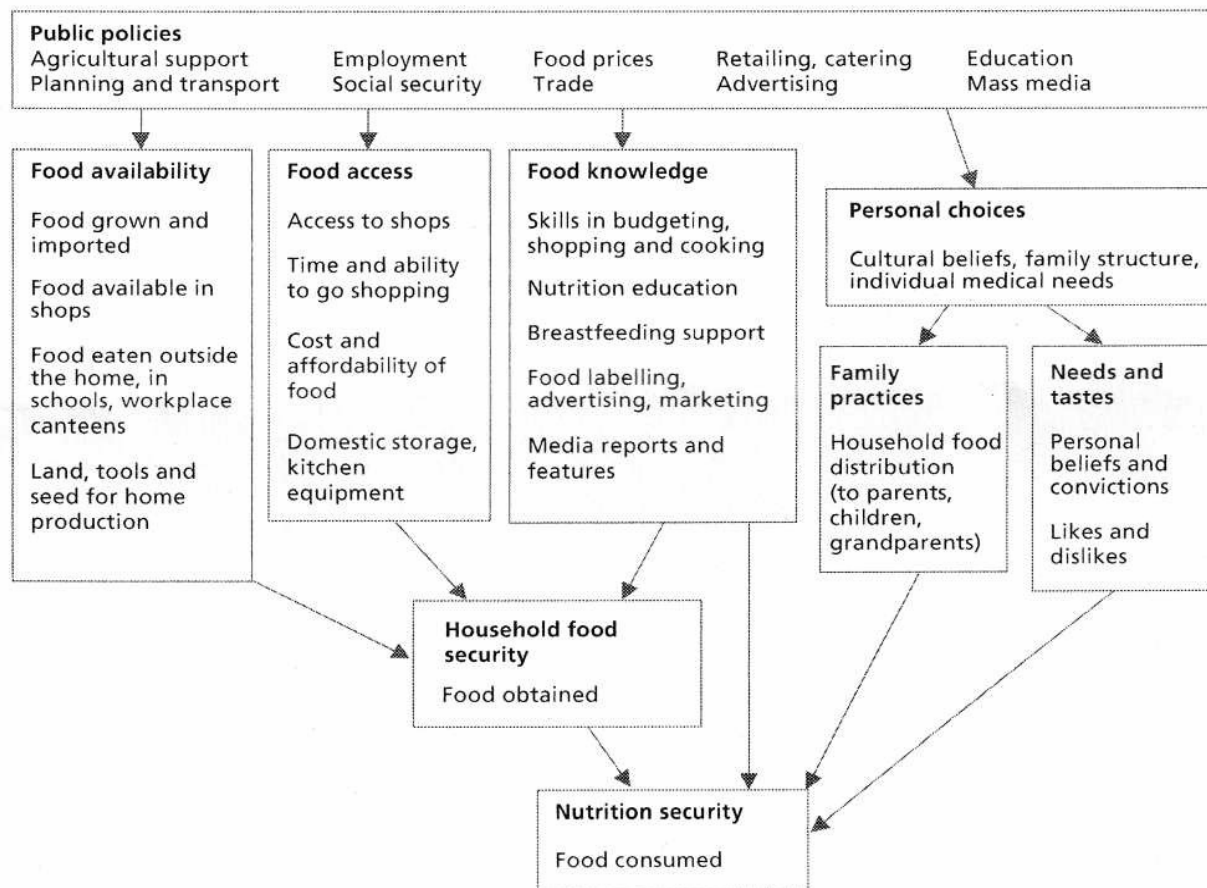 Public policies
Agricultural support Employment Food prices Retailing, catering Education
Planning and transport Social security Trade Advertising Mass media
Food availability
Food grown and
imported
Food available in
shops
Food eaten outside
the home, in
schools, workplace
canteens
Land, tools and
seed for home
production
Food access
Access to shops
Time and ability
to go shopping
Cost and
affordability of
food
Domestic storage,
kitchen
equipment
Food knowledge
Skills in budgeting,
shopping and cooking
Nutrition education
Breastfeeding support
Food labelling,
advertising, marketing
Media reports and
features
Personal choices
Cultural beliefs, family structure,
individual medical needs
Family
practices
Household food
distribution
(to parents,
children,
grandparents)
Needs and
tastes
Personal
beliefs and
convictions
Likes and
dislikes
Household food
security
Food obtained
Nutrition security
Food consumed